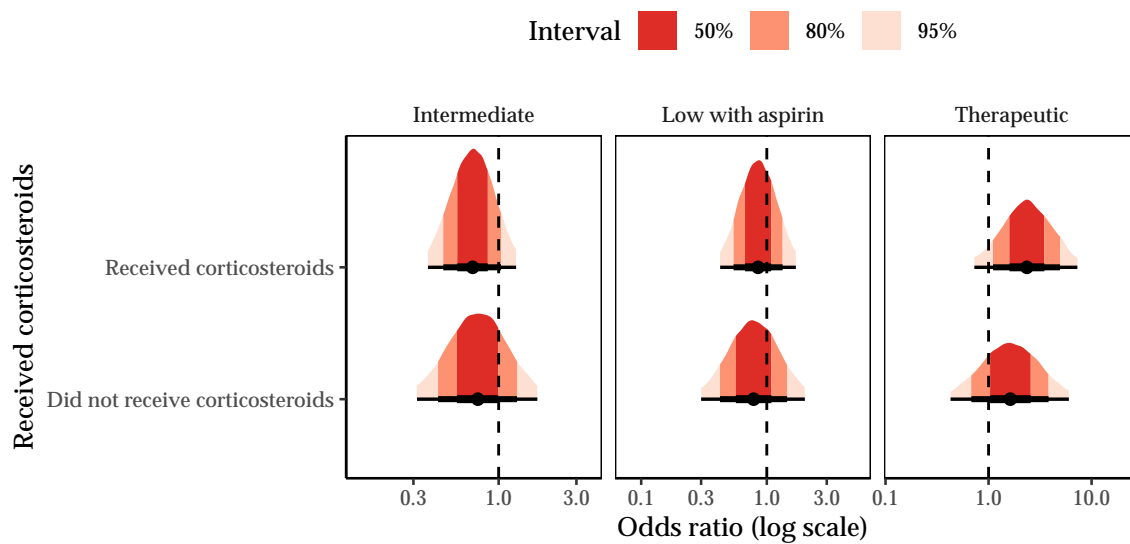 Interval 50% 80% 95%
Intermediate Low with aspirin Therapeutic
Received corticosteroids
Received corticosteroids
Did not receive corticosteroids
0.3 1.0 3.0 0.1 0.3 1.0 3.0 0.1 1.0 10.0
Odds ratio (log scale)